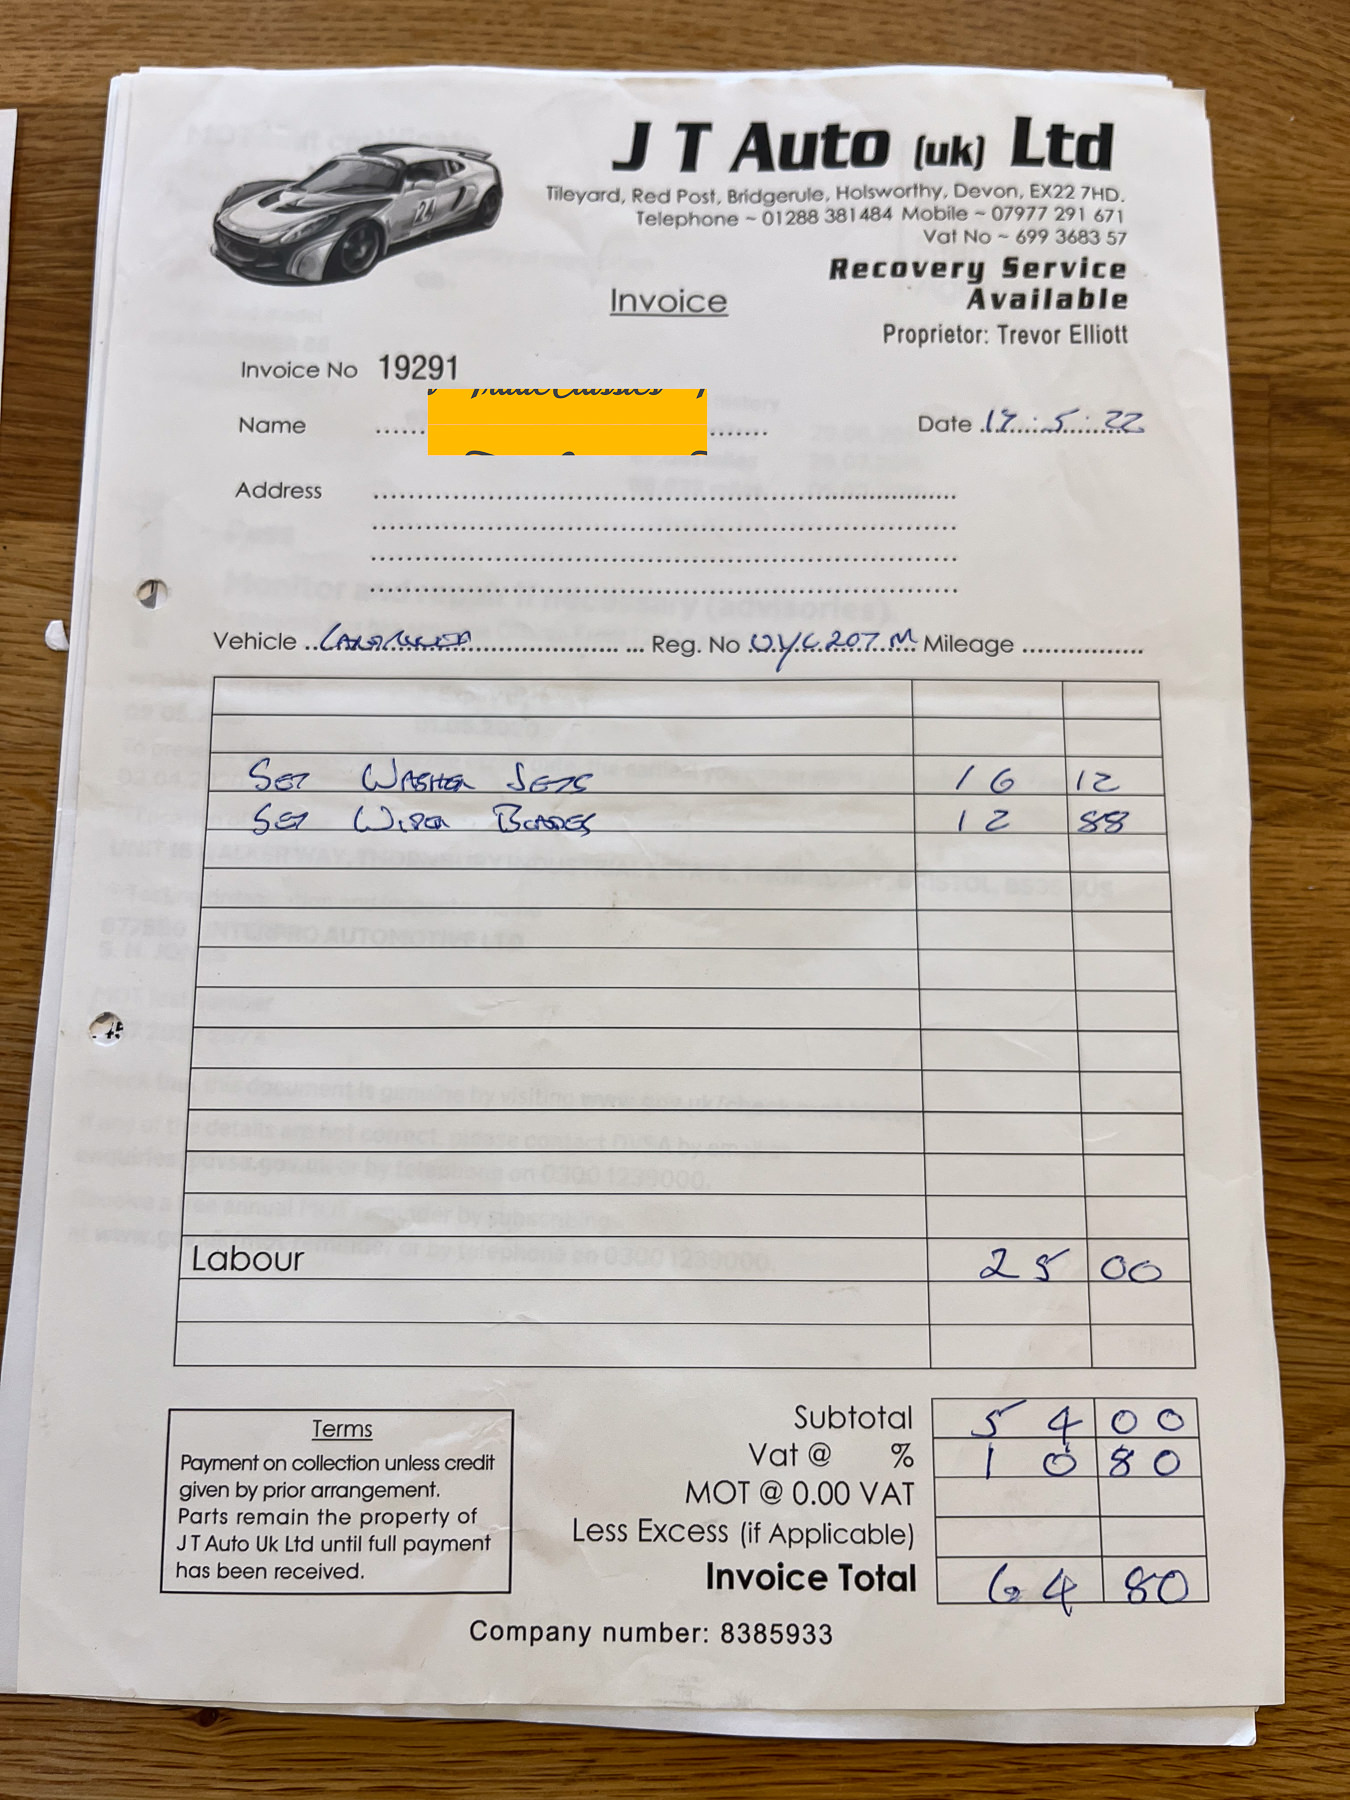 24
J T Auto (uk) Ltd
Tileyard, Red Post, Bridgerule, Holsworthy, Devon, EX22 7HD.
Telephone ~ 01288 381484 Mobile ~ 07977 291 671
Vat No ~ 699 3683 57
Recovery Service
Available
Invoice
Proprietor: Trevor Elliott
Invoice No 19291
Name
Date 17.5.22
Address
Vehicle Reg. No OYC 207 M Mileage
Set Washer Jets 16 12
Set Wiper Blades 12 88
Labour 25 00
Subtotal 54 00
Vat @ % 10 80
MOT @ 0.00 VAT
Less Excess (if Applicable)
Invoice Total 64 80
Terms
Payment on collection unless credit
given by prior arrangement.
Parts remain the property of
J T Auto Uk Ltd until full payment
has been received.
Company number: 8385933